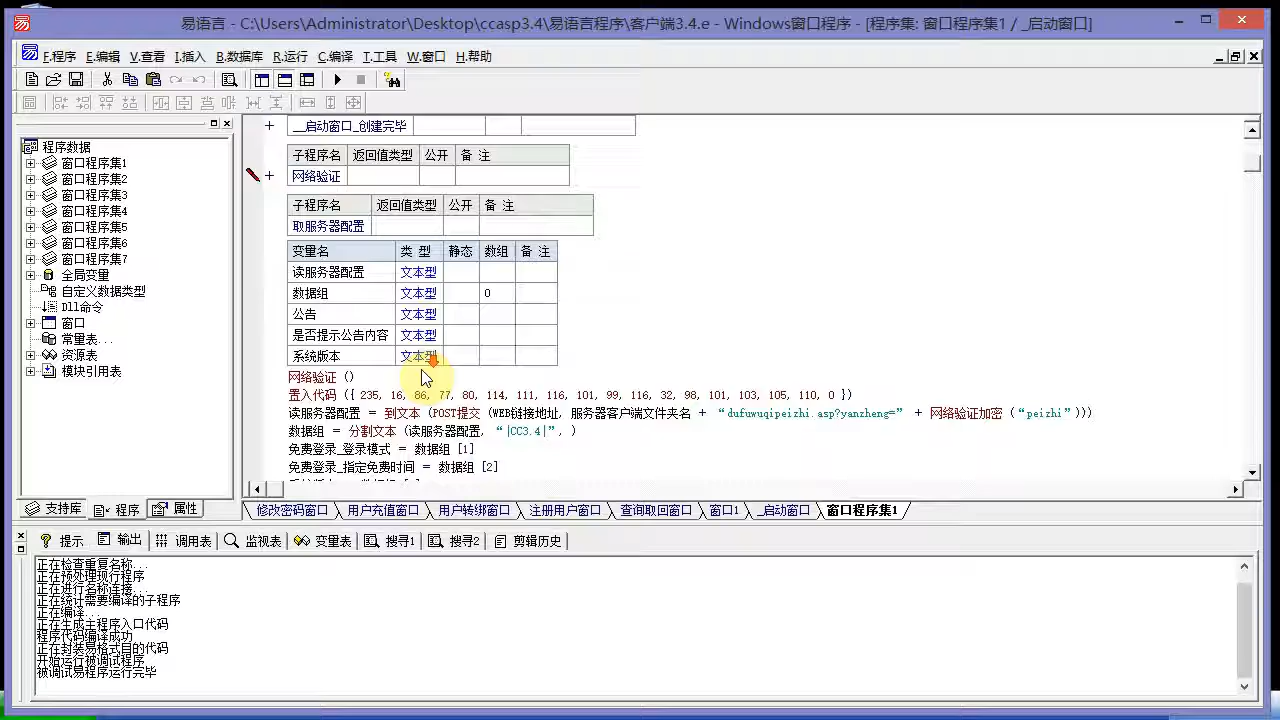 易语言 - C:\Users\Administrator\Desktop\ccasp3.4\易语言程序\客户端3.4.e - Windows窗口程序 - [程序集: 窗口程序集1 / _启动窗口]
F.程序 E.编辑 V.查看 I.插入 B.数据库 R.运行 C.编译 T.工具 W.窗口 H.帮助
程序数据
窗口程序集1
窗口程序集2
窗口程序集3
窗口程序集4
窗口程序集5
窗口程序集6
窗口程序集7
全局变量
自定义数据类型
Dll命令
窗口
常量表...
资源表
模块引用表
支持库 程序 属性
__启动窗口_创建完毕
子程序名 返回值类型 公开 备 注
网络验证
子程序名 返回值类型 公开 备 注
取服务器配置
变量名 类 型 静态 数组 备 注
读服务器配置 文本型
数据组 文本型 0
公告 文本型
是否提示公告内容 文本型
系统版本 文本型
网络验证 ()
置入代码 ({ 235, 16, 86, 77, 80, 114, 111, 116, 101, 99, 116, 32, 98, 101, 103, 105, 110, 0 })
读服务器配置 = 到文本 (POST提交 (WEB链接地址, 服务器客户端文件夹名 + “dufuwuqipeizhi.asp?yanzheng=” + 网络验证加密 (“peizhi”)))
数据组 = 分割文本 (读服务器配置, “|CC3.4|”, )
免费登录_登录模式 = 数据组 [1]
免费登录_指定免费时间 = 数据组 [2]
修改密码窗口 用户充值窗口 用户转绑窗口 注册用户窗口 查询取回窗口 窗口1 _启动窗口 窗口程序集1
提示 输出 调用表 监视表 变量表 搜寻1 搜寻2 剪辑历史
正在检查重复名称...
正在预处理现行程序
正在进行名称连接...
正在统计需要编译的子程序
正在编译...
正在生成主程序入口代码
程序代码编译成功
正在封装易格式目的代码
开始运行被调试程序
被调试易程序运行完毕